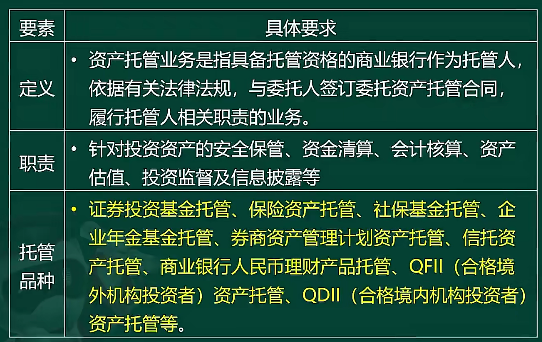 要素 具体要求
定义
• 资产托管业务是指具备托管资格的商业银行作为托管人，
依据有关法律法规，与委托人签订委托资产托管合同，
履行托管人相关职责的业务。
职责
• 针对投资资产的安全保管、资金清算、会计核算、资产
估值、投资监督及信息披露等
托管
品种
• 证券投资基金托管、保险资产托管、社保基金托管、企
业年金基金托管、券商资产管理计划资产托管、信托资
产托管、商业银行人民币理财产品托管、QFII（合格境
外机构投资者）资产托管、QDII（合格境内机构投资者）
资产托管等。